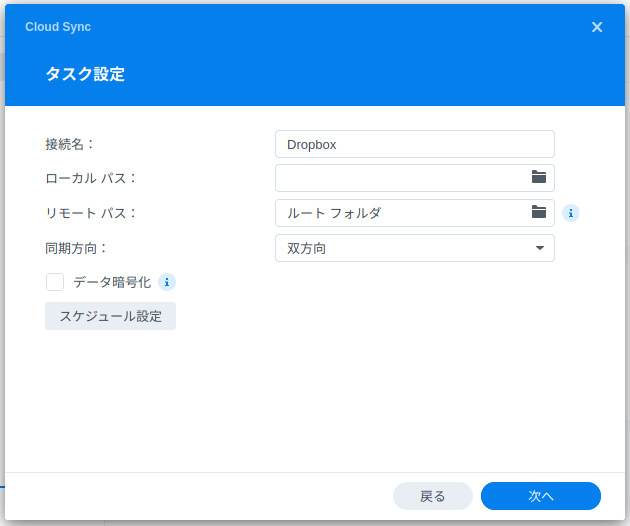 Cloud Sync
タスク設定
接続名：
Dropbox
ローカル パス：
リモート パス：
ルート フォルダ
同期方向：
双方向
データ暗号化
スケジュール設定
戻る
次へ